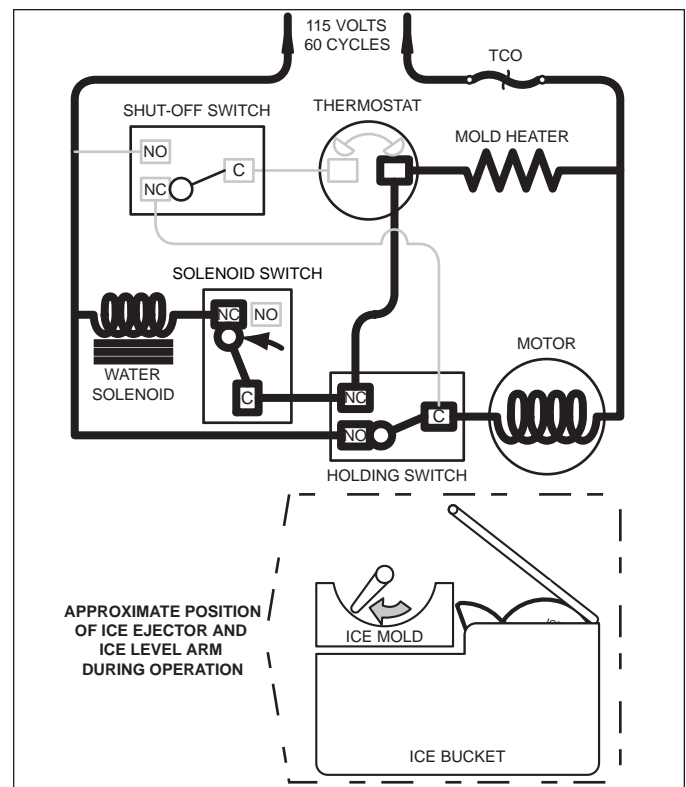 115 VOLTS
60 CYCLES
TCO
SHUT-OFF SWITCH
THERMOSTAT
MOLD HEATER
NO
C
NC
SOLENOID SWITCH
NC
NO
MOTOR
WATER
SOLENOID
C
NC
C
NO
HOLDING SWITCH
APPROXIMATE POSITION
OF ICE EJECTOR AND
ICE LEVEL ARM
DURING OPERATION
ICE MOLD
ICE BUCKET